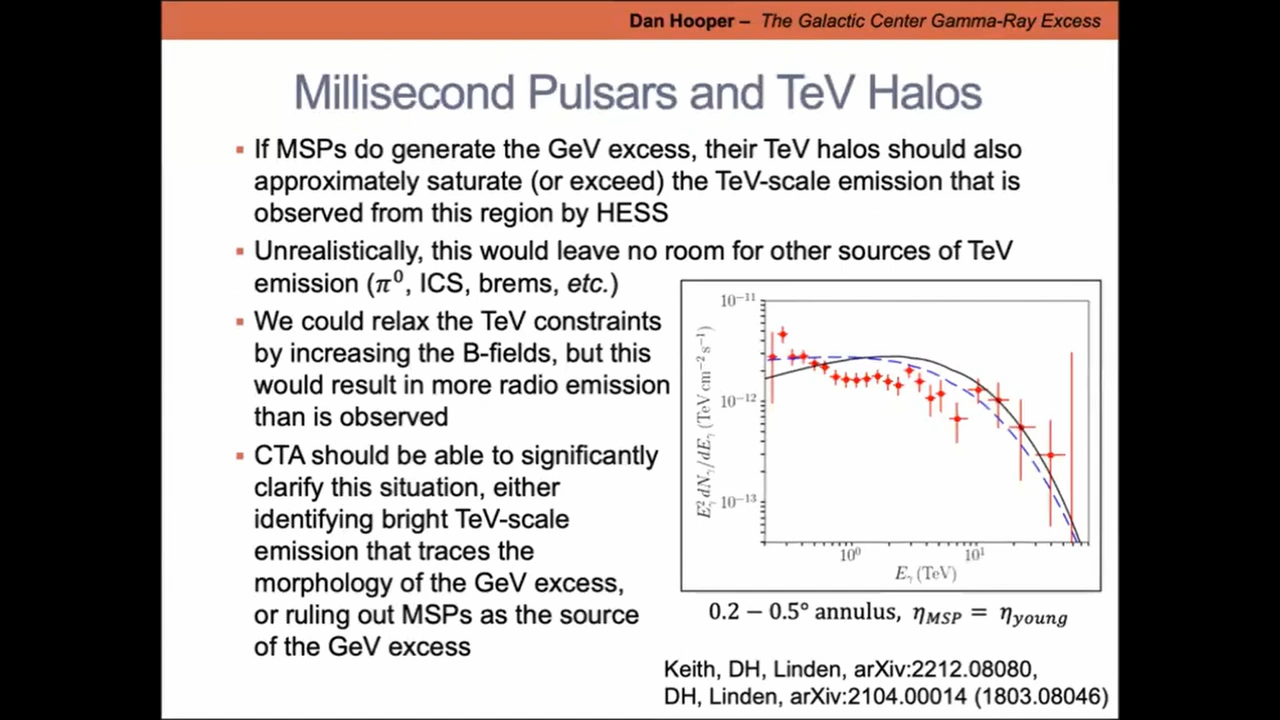 Dan Hooper – The Galactic Center Gamma-Ray Excess
Millisecond Pulsars and TeV Halos
▪ If MSPs do generate the GeV excess, their TeV halos should also
approximately saturate (or exceed) the TeV-scale emission that is
observed from this region by HESS
▪ Unrealistically, this would leave no room for other sources of TeV
emission (π⁰, ICS, brems, etc.)
▪ We could relax the TeV constraints
by increasing the B-fields, but this
would result in more radio emission
than is observed
▪ CTA should be able to significantly
clarify this situation, either
identifying bright TeV-scale
emission that traces the
morphology of the GeV excess,
or ruling out MSPs as the source
of the GeV excess
10⁻¹¹
10⁻¹²
10⁻¹³
E²_γ dN_γ/dE_γ (TeV cm⁻² s⁻¹)
10⁰ 10¹
E_γ (TeV)
0.2 – 0.5° annulus, η_MSP = η_young
Keith, DH, Linden, arXiv:2212.08080,
DH, Linden, arXiv:2104.00014 (1803.08046)